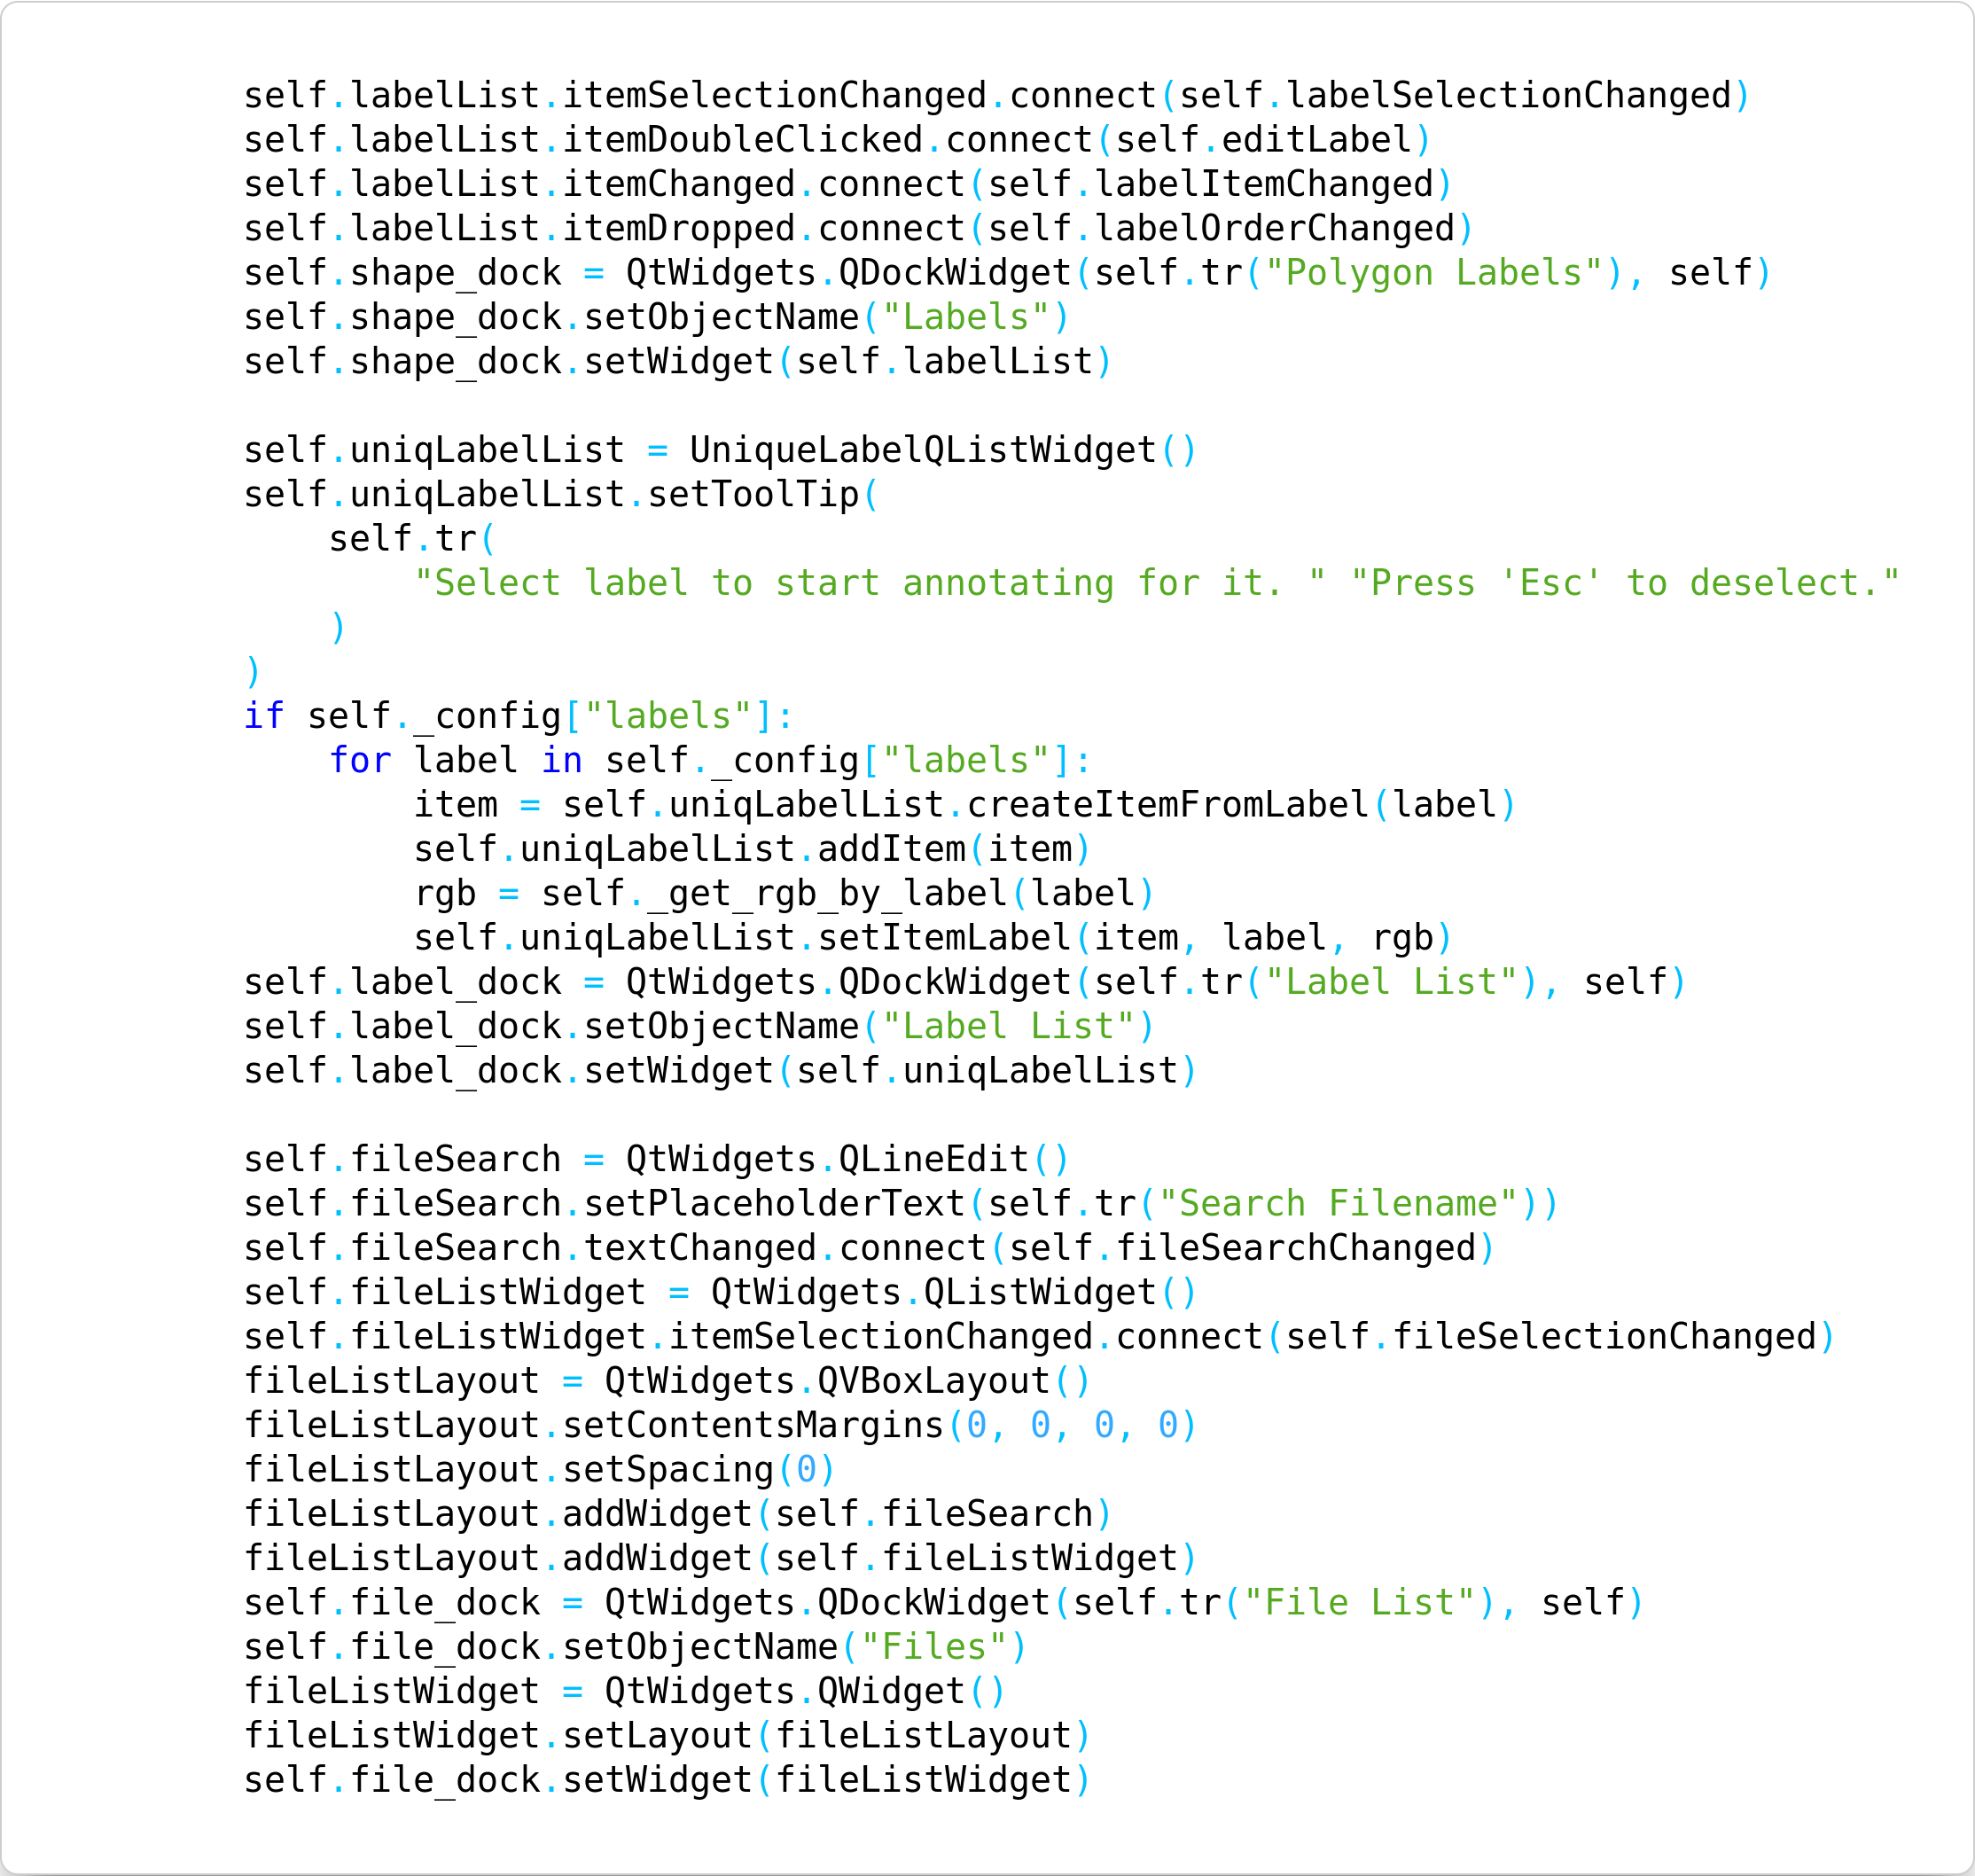 self.labelList.itemSelectionChanged.connect(self.labelSelectionChanged)
self.labelList.itemDoubleClicked.connect(self.editLabel)
self.labelList.itemChanged.connect(self.labelItemChanged)
self.labelList.itemDropped.connect(self.labelOrderChanged)
self.shape_dock = QtWidgets.QDockWidget(self.tr("Polygon Labels"), self)
self.shape_dock.setObjectName("Labels")
self.shape_dock.setWidget(self.labelList)

self.uniqLabelList = UniqueLabelQListWidget()
self.uniqLabelList.setToolTip(
    self.tr(
        "Select label to start annotating for it. " "Press 'Esc' to deselect."
    )
)
if self._config["labels"]:
    for label in self._config["labels"]:
        item = self.uniqLabelList.createItemFromLabel(label)
        self.uniqLabelList.addItem(item)
        rgb = self._get_rgb_by_label(label)
        self.uniqLabelList.setItemLabel(item, label, rgb)
self.label_dock = QtWidgets.QDockWidget(self.tr("Label List"), self)
self.label_dock.setObjectName("Label List")
self.label_dock.setWidget(self.uniqLabelList)

self.fileSearch = QtWidgets.QLineEdit()
self.fileSearch.setPlaceholderText(self.tr("Search Filename"))
self.fileSearch.textChanged.connect(self.fileSearchChanged)
self.fileListWidget = QtWidgets.QListWidget()
self.fileListWidget.itemSelectionChanged.connect(self.fileSelectionChanged)
fileListLayout = QtWidgets.QVBoxLayout()
fileListLayout.setContentsMargins(0, 0, 0, 0)
fileListLayout.setSpacing(0)
fileListLayout.addWidget(self.fileSearch)
fileListLayout.addWidget(self.fileListWidget)
self.file_dock = QtWidgets.QDockWidget(self.tr("File List"), self)
self.file_dock.setObjectName("Files")
fileListWidget = QtWidgets.QWidget()
fileListWidget.setLayout(fileListLayout)
self.file_dock.setWidget(fileListWidget)